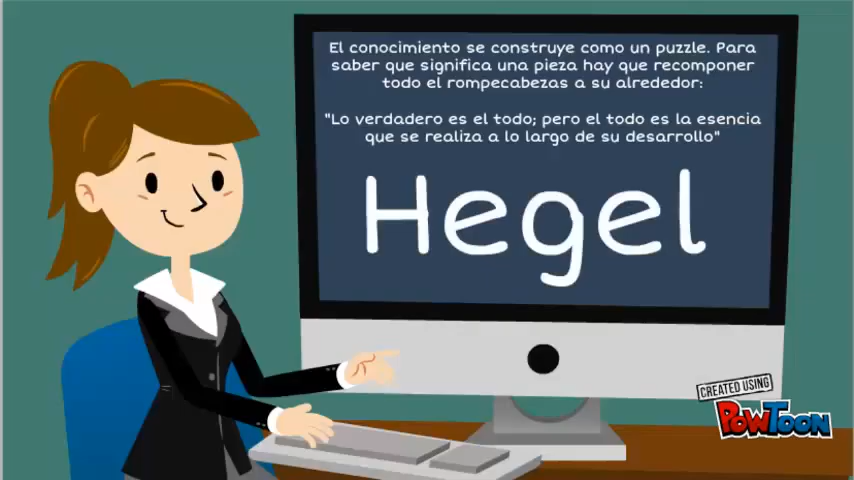 El conocimiento se construye como un puzzle. Para
saber que significa una pieza hay que recomponer
todo el rompecabezas a su alrededor:
"Lo verdadero es el todo; pero el todo es la esencia
que se realiza a lo largo de su desarrollo"
Hegel
CREATED USING
POWTOON